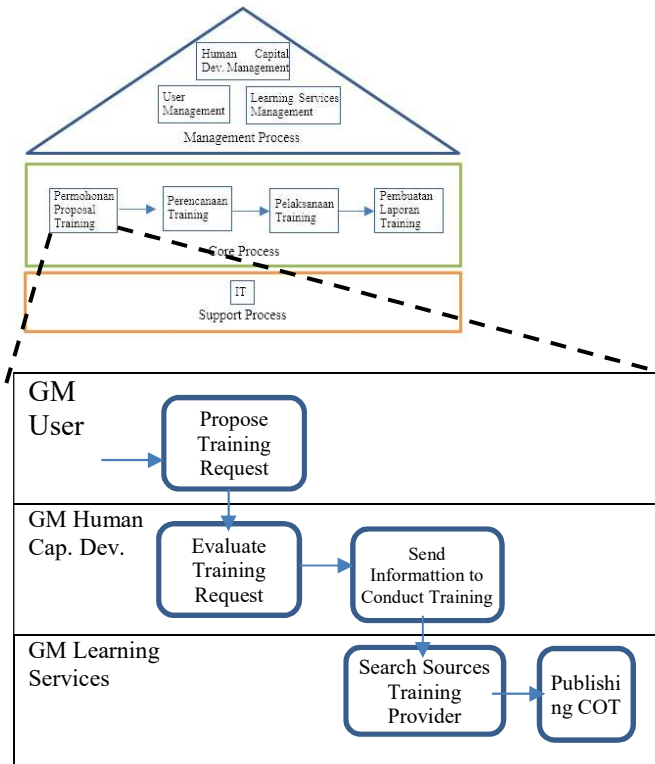 Human Capital
Dev. Management
User
Management
Learning Services
Management
Management Process
Permohonan
Proposal
Training
Perencanaan
Training
Pelaksanaan
Training
Pembuatan
Laporan
Training
Core Process
IT
Support Process
GM
User
Propose
Training
Request
GM Human
Cap. Dev.
Evaluate
Training
Request
Send
Informattion to
Conduct Training
GM Learning
Services
Search Sources
Training
Provider
Publishi
ng COT